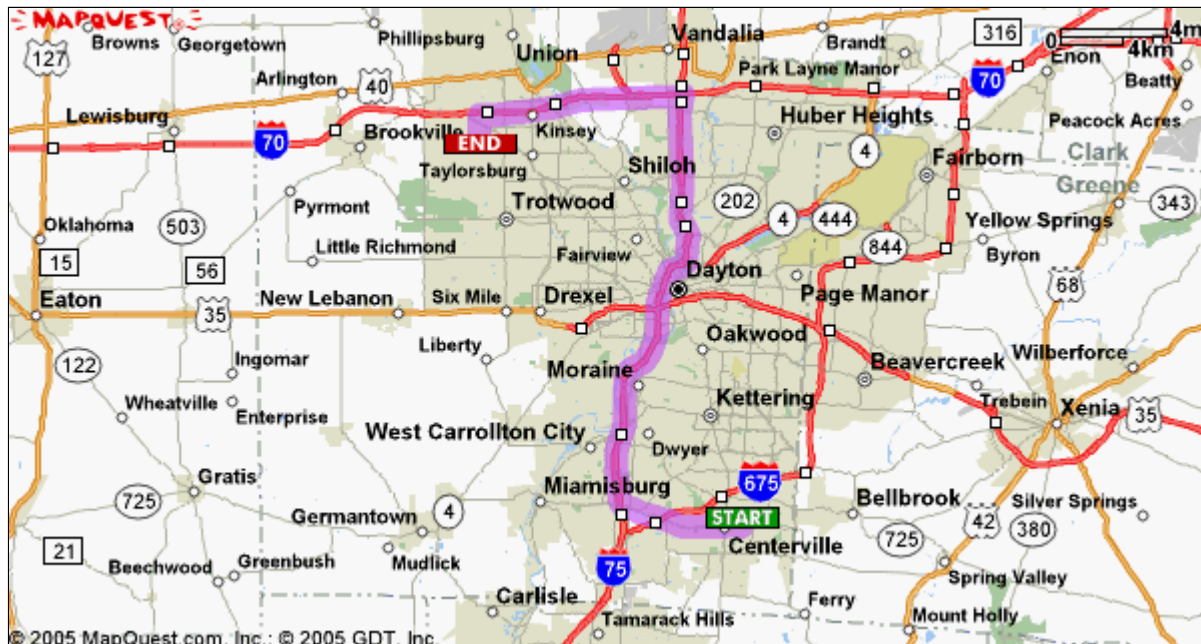 MAPQUEST
Browns
Georgetown
Phillipsburg
Vandalia
Brandt
316
0 4m
4km
Enon
127
Union
Park Layne Manor
70
Beatty
Arlington
40
Lewisburg
Brookville
Kinsey
Huber Heights
Peacock Acres
70
END
Taylorsburg
Shiloh
4
Fairborn
Clark
Greene
Pyrmont
Trotwood
202
4
444
343
Oklahoma
503
Little Richmond
Fairview
844
Yellow Springs
Byron
15
56
Dayton
68
Eaton
35
New Lebanon
Six Mile
Drexel
Page Manor
Oakwood
122
Ingomar
Liberty
Moraine
Beavercreek
Wilberforce
Wheatville
Enterprise
Kettering
Trebein
Xenia
35
West Carrollton City
Dwyer
Gratis
725
Miamisburg
675
Bellbrook
Silver Springs
Germantown
4
START
42
380
21
Mudlick
Centerville
725
Beechwood
Greenbush
75
Spring Valley
Carlisle
Ferry
Tamarack Hills
Mount Holly
© 2005 MapQuest.com, Inc.; © 2005 GDT, Inc.